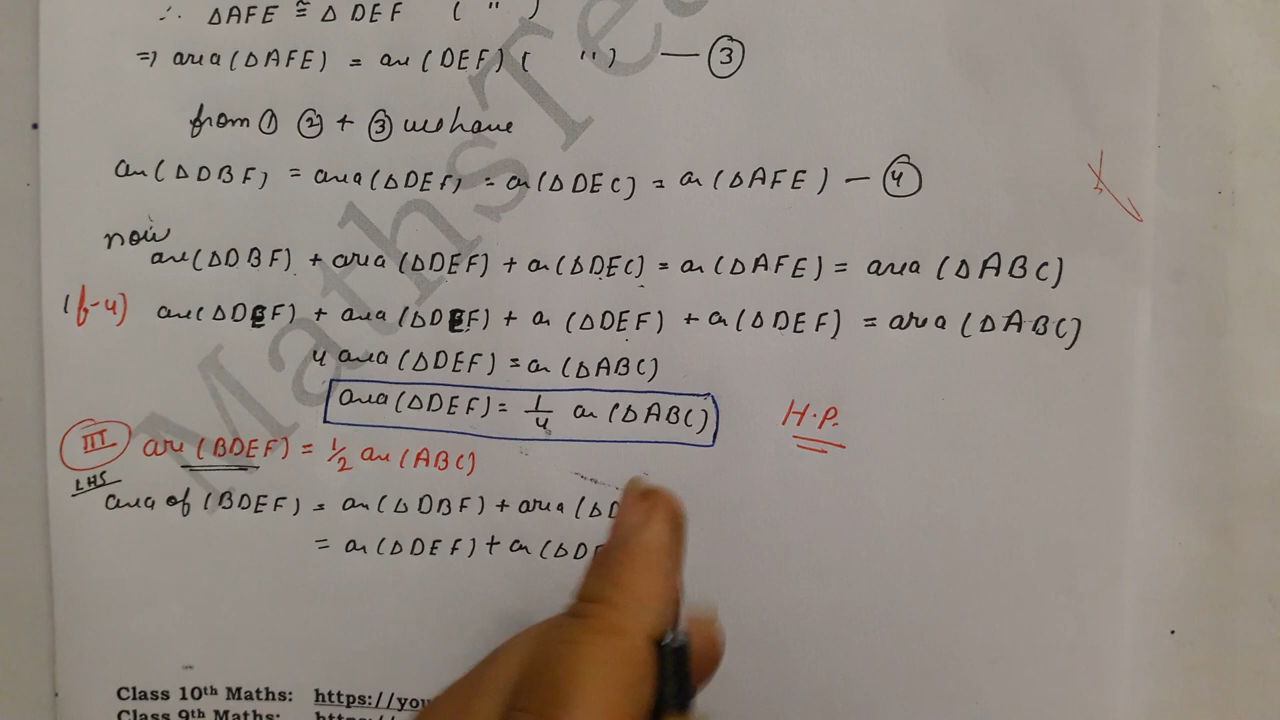 ∴ ΔAFE ≅ Δ DEF ( " )
⇒ area (ΔAFE) = ar (DEF) ( " ) — ③
from ① ② + ③ we have
ar (ΔDBF) = area (ΔDEF) = ar (ΔDEC) = ar (ΔAFE) — ④
now
ar (ΔDBF) + area (ΔDEF) + ar (ΔDEC) = ar (ΔAFE) = area (ΔABC)
(f-4) are (ΔDEF) + area (ΔDEF) + ar (ΔDEF) + ar (ΔDEF) = area (ΔABC)
4 area (ΔDEF) = ar (ΔABC)
area (ΔDEF) = 1/4 ar (ΔABC) H.P.
III are (BDEF) = 1/2 ar (ABC)
LHS
area of (BDEF) = ar (ΔDBF) + area (ΔD
= ar (ΔDEF) + ar (ΔDE
Class 10th Maths: https://you
Class 9th Maths: